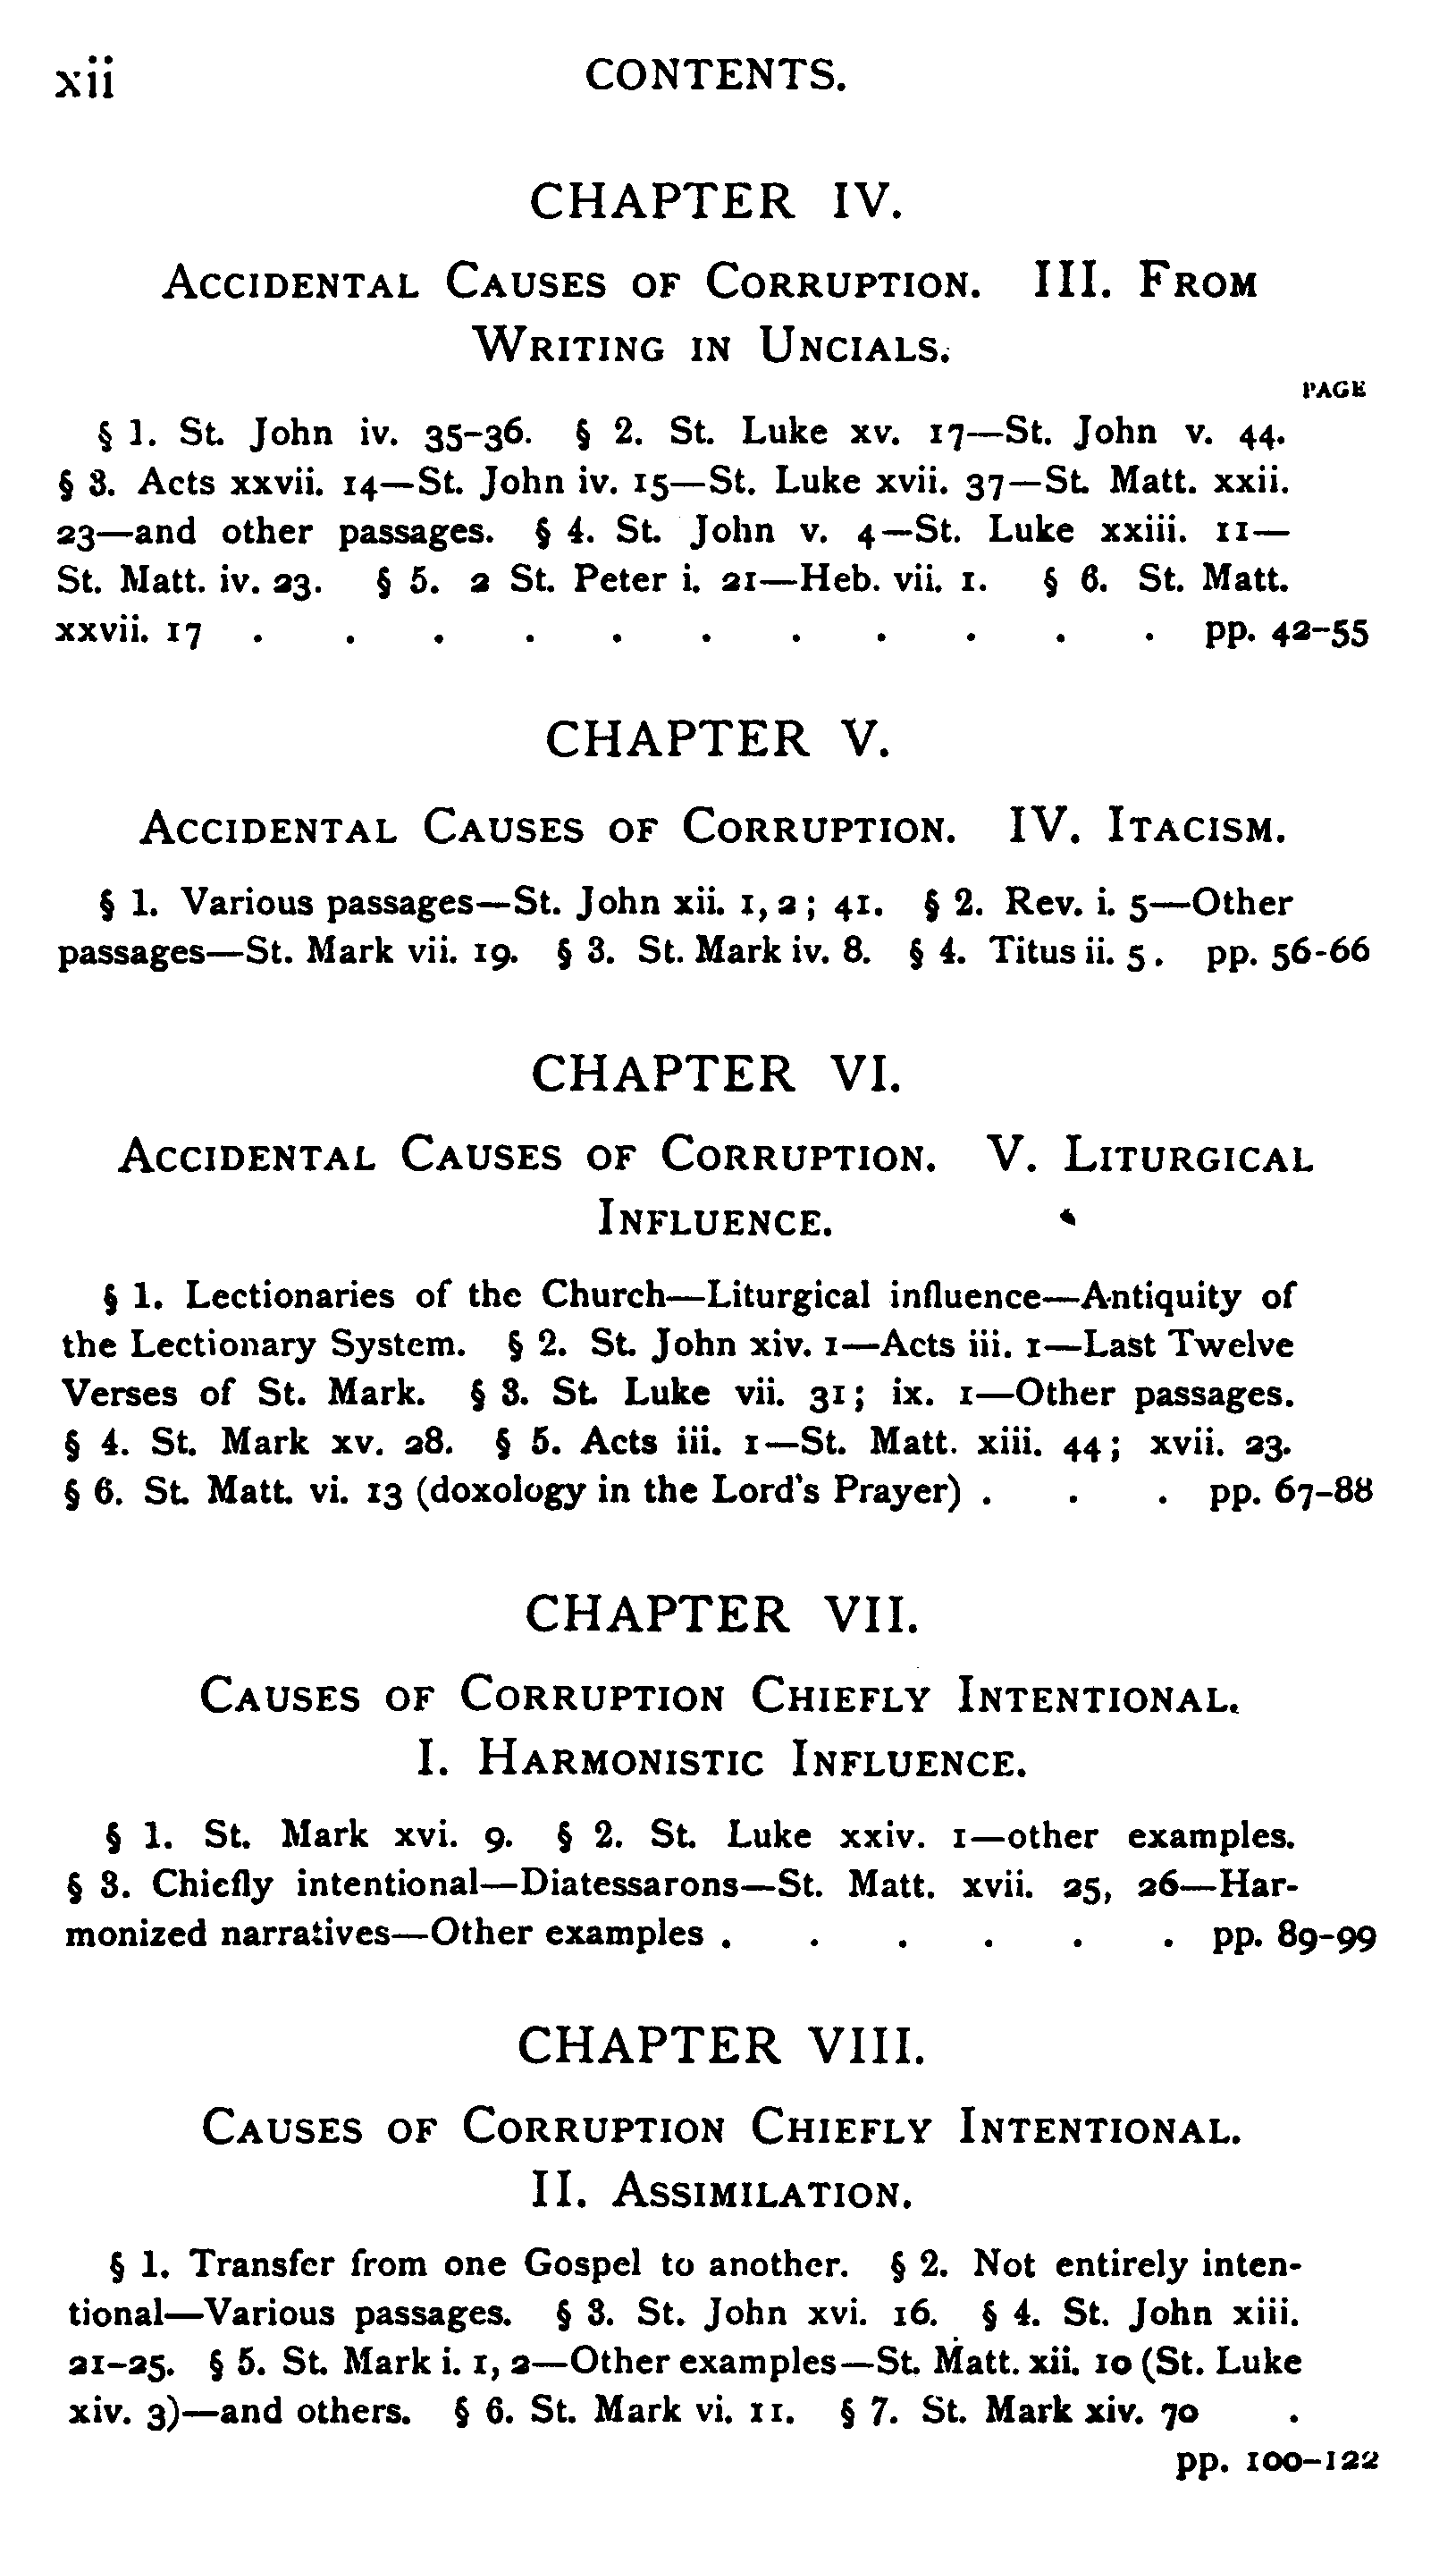 xii CONTENTS.
CHAPTER IV.
ACCIDENTAL CAUSES OF CORRUPTION. III. FROM
WRITING IN UNCIALS.
PAGE
§ 1. St. John iv. 35-36. § 2. St. Luke xv. 17—St. John v. 44.
§ 3. Acts xxvii. 14—St. John iv. 15—St. Luke xvii. 37—St. Matt. xxii.
23—and other passages. § 4. St. John v. 4—St. Luke xxiii. 11—
St. Matt. iv. 23. § 5. 2 St. Peter i. 21—Heb. vii. 1. § 6. St. Matt.
xxvii. 17 . . . . . . . . . . . pp. 42-55
CHAPTER V.
ACCIDENTAL CAUSES OF CORRUPTION. IV. ITACISM.
§ 1. Various passages—St. John xii. 1, 2 ; 41. § 2. Rev. i. 5—Other
passages—St. Mark vii. 19. § 3. St. Mark iv. 8. § 4. Titus ii. 5 . pp. 56-66
CHAPTER VI.
ACCIDENTAL CAUSES OF CORRUPTION. V. LITURGICAL
INFLUENCE.
§ 1. Lectionaries of the Church—Liturgical influence—Antiquity of
the Lectionary System. § 2. St. John xiv. 1—Acts iii. 1—Last Twelve
Verses of St. Mark. § 3. St. Luke vii. 31 ; ix. 1—Other passages.
§ 4. St. Mark xv. 28. § 5. Acts iii. 1—St. Matt. xiii. 44 ; xvii. 23.
§ 6. St. Matt. vi. 13 (doxology in the Lord's Prayer) . . . pp. 67-88
CHAPTER VII.
CAUSES OF CORRUPTION CHIEFLY INTENTIONAL.
I. HARMONISTIC INFLUENCE.
§ 1. St. Mark xvi. 9. § 2. St. Luke xxiv. 1—other examples.
§ 3. Chiefly intentional—Diatessarons—St. Matt. xvii. 25, 26—Har-
monized narratives—Other examples . . . . . . pp. 89-99
CHAPTER VIII.
CAUSES OF CORRUPTION CHIEFLY INTENTIONAL.
II. ASSIMILATION.
§ 1. Transfer from one Gospel to another. § 2. Not entirely inten-
tional—Various passages. § 3. St. John xvi. 16. § 4. St. John xiii.
21-25. § 5. St. Mark i. 1, 2—Other examples—St. Matt. xii. 10 (St. Luke
xiv. 3)—and others. § 6. St. Mark vi. 11. § 7. St. Mark xiv. 70 .
pp. 100-122